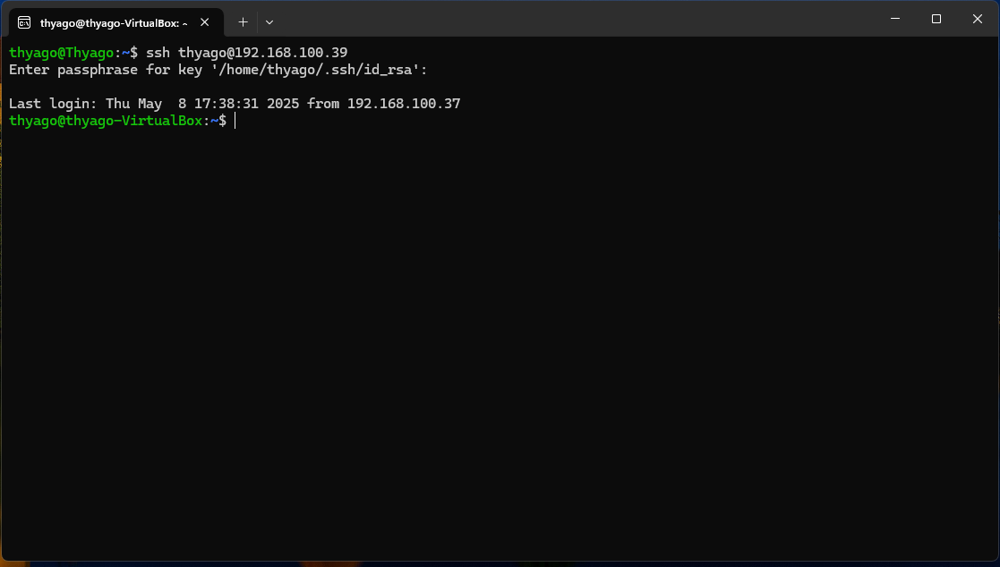 thyago@thyago-VirtualBox: ~
thyago@Thyago:~$ ssh thyago@192.168.100.39
Enter passphrase for key '/home/thyago/.ssh/id_rsa':
Last login: Thu May  8 17:38:31 2025 from 192.168.100.37
thyago@thyago-VirtualBox:~$